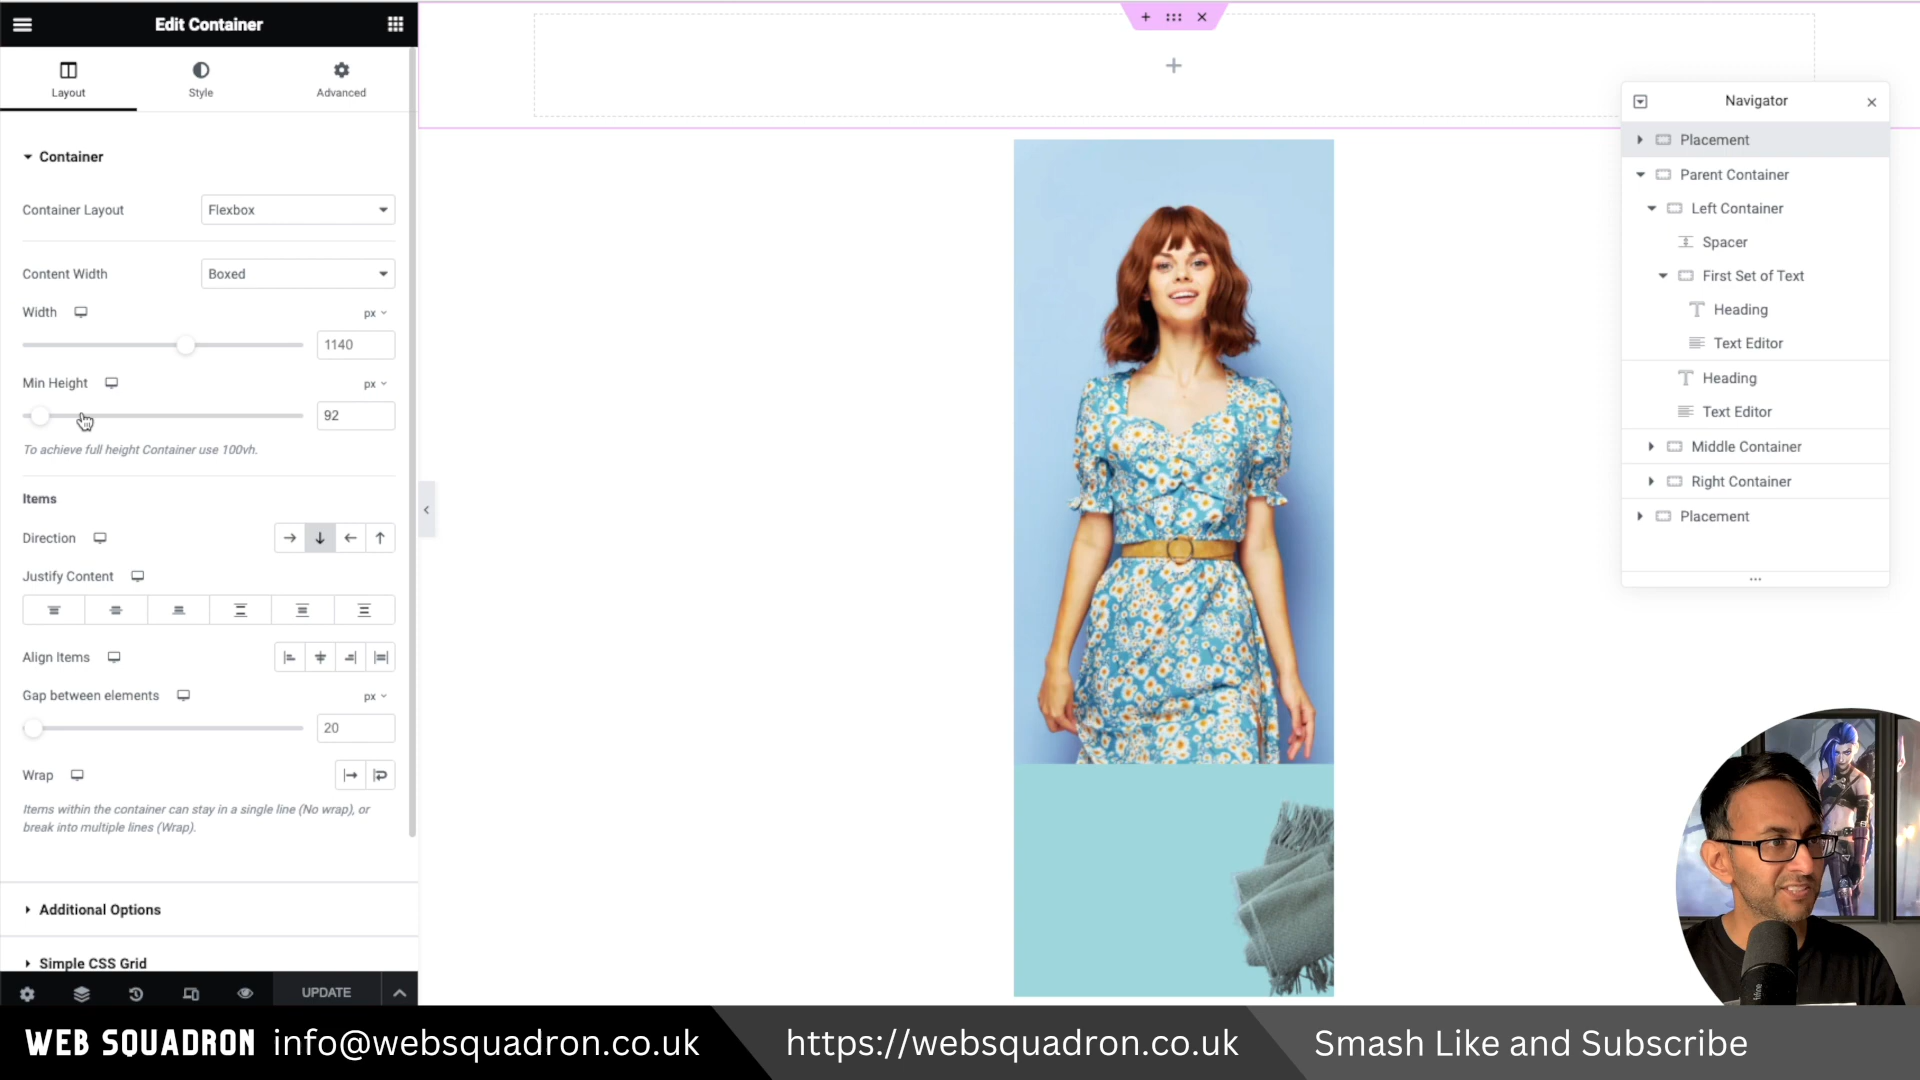 Edit Container
Layout
Style
Advanced
Container
Container Layout
Flexbox
Content Width
Boxed
Width
px
1140
Min Height
px
92
To achieve full height Container use 100vh.
Items
Direction
Justify Content
Align Items
Gap between elements
px
20
Wrap
Items within the container can stay in a single line (No wrap), or
break into multiple lines (Wrap).
Additional Options
Simple CSS Grid
UPDATE
Navigator
Placement
Parent Container
Left Container
Spacer
First Set of Text
Heading
Text Editor
Heading
Text Editor
Middle Container
Right Container
Placement
WEB SQUADRON info@websquadron.co.uk
https://websquadron.co.uk
Smash Like and Subscribe